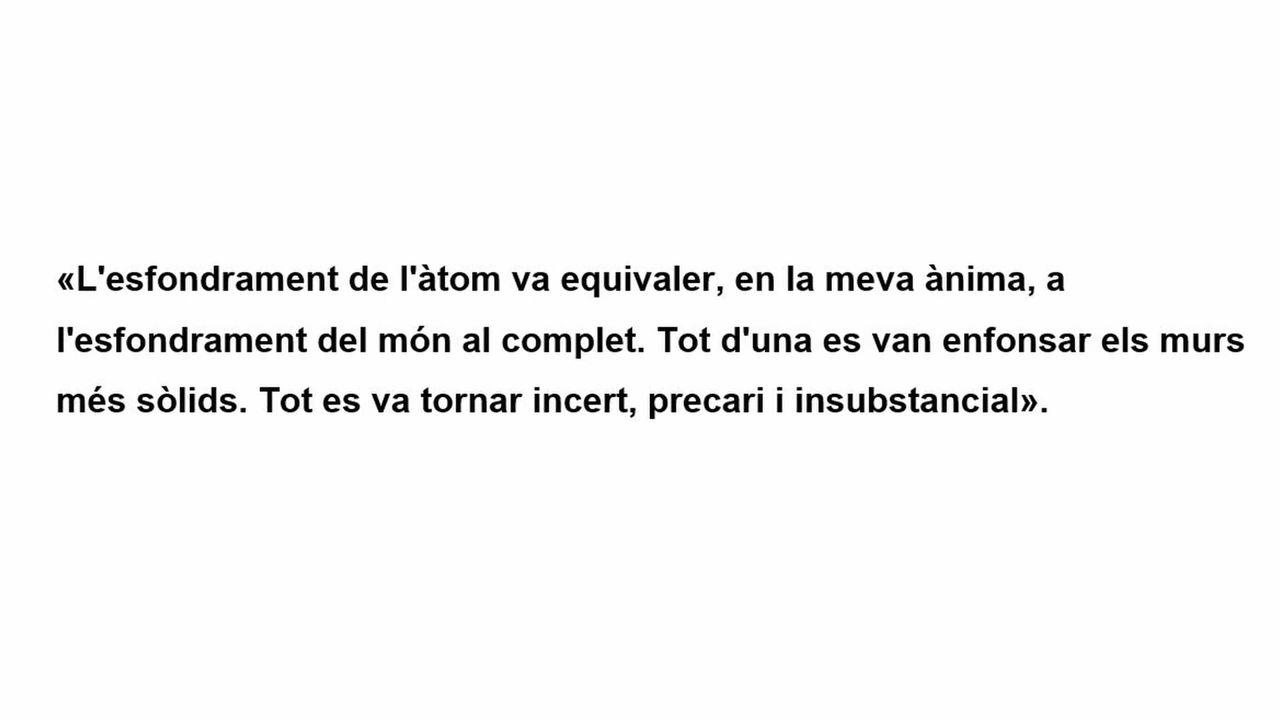 «L'esfondrament de l'àtom va equivaler, en la meva ànima, a
l'esfondrament del món al complet. Tot d'una es van enfonsar els murs
més sòlids. Tot es va tornar incert, precari i insubstancial».